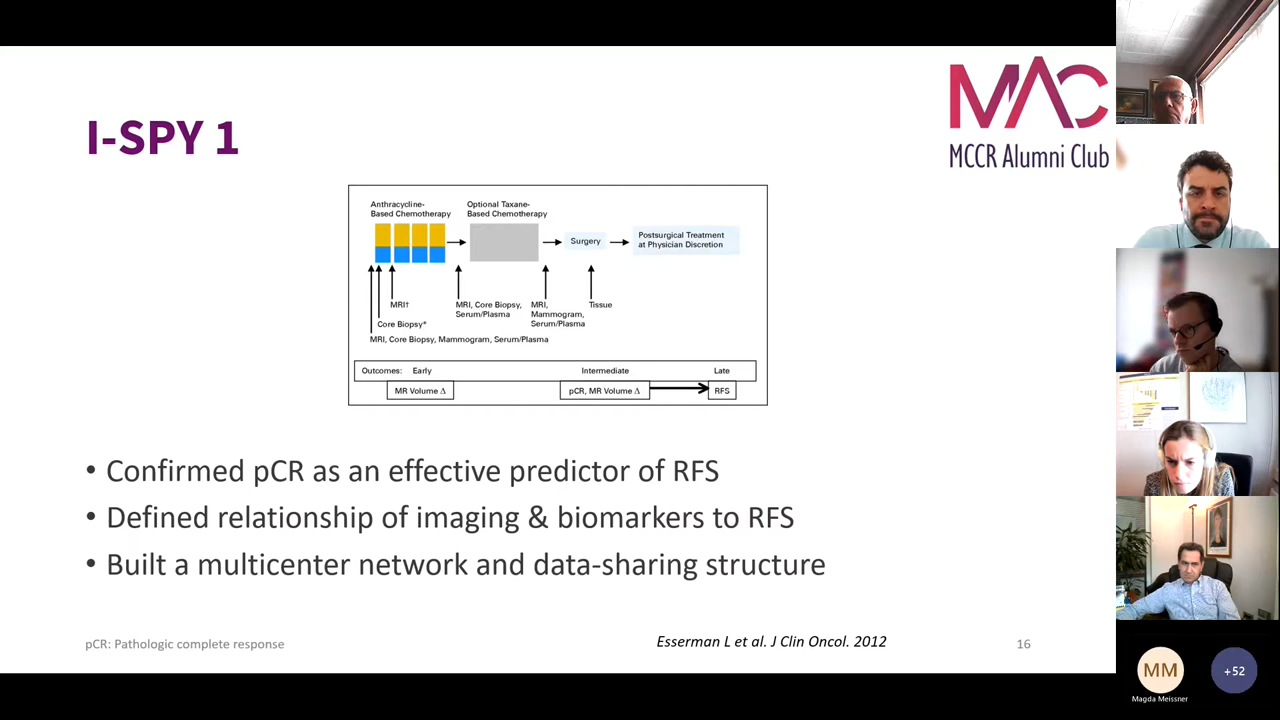 I-SPY 1
MAC
MCCR Alumni Club
Anthracycline-
Based Chemotherapy
Optional Taxane-
Based Chemotherapy
Surgery
Postsurgical Treatment
at Physician Discretion
MRI†
MRI, Core Biopsy,
Serum/Plasma
MRI,
Mammogram,
Serum/Plasma
Tissue
Core Biopsy*
MRI, Core Biopsy, Mammogram, Serum/Plasma
Outcomes: Early Intermediate Late
MR Volume Δ
pCR, MR Volume Δ
RFS
• Confirmed pCR as an effective predictor of RFS
• Defined relationship of imaging & biomarkers to RFS
• Built a multicenter network and data-sharing structure
pCR: Pathologic complete response
Esserman L et al. J Clin Oncol. 2012
16
MM
Magda Meissner
+52